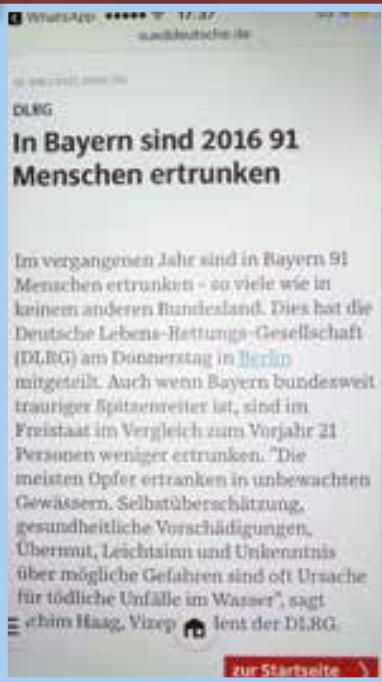 WhatsApp 17:37
sueddeutsche.de
DLRG
In Bayern sind 2016 91
Menschen ertrunken
Im vergangenen Jahr sind in Bayern 91
Menschen ertrunken - so viele wie in
keinem anderen Bundesland. Dies hat die
Deutsche Lebens-Rettungs-Gesellschaft
(DLRG) am Donnerstag in Berlin
mitgeteilt. Auch wenn Bayern bundesweit
trauriger Spitzenreiter ist, sind im
Freistaat im Vergleich zum Vorjahr 21
Personen weniger ertrunken. "Die
meisten Opfer ertranken in unbewachten
Gewässern. Selbstüberschätzung,
gesundheitliche Vorschädigungen,
Übermut, Leichtsinn und Unkenntnis
über mögliche Gefahren sind oft Ursache
für tödliche Unfälle im Wasser", sagt
chim Haag, Vizep dent der DLRG.
zur Startseite